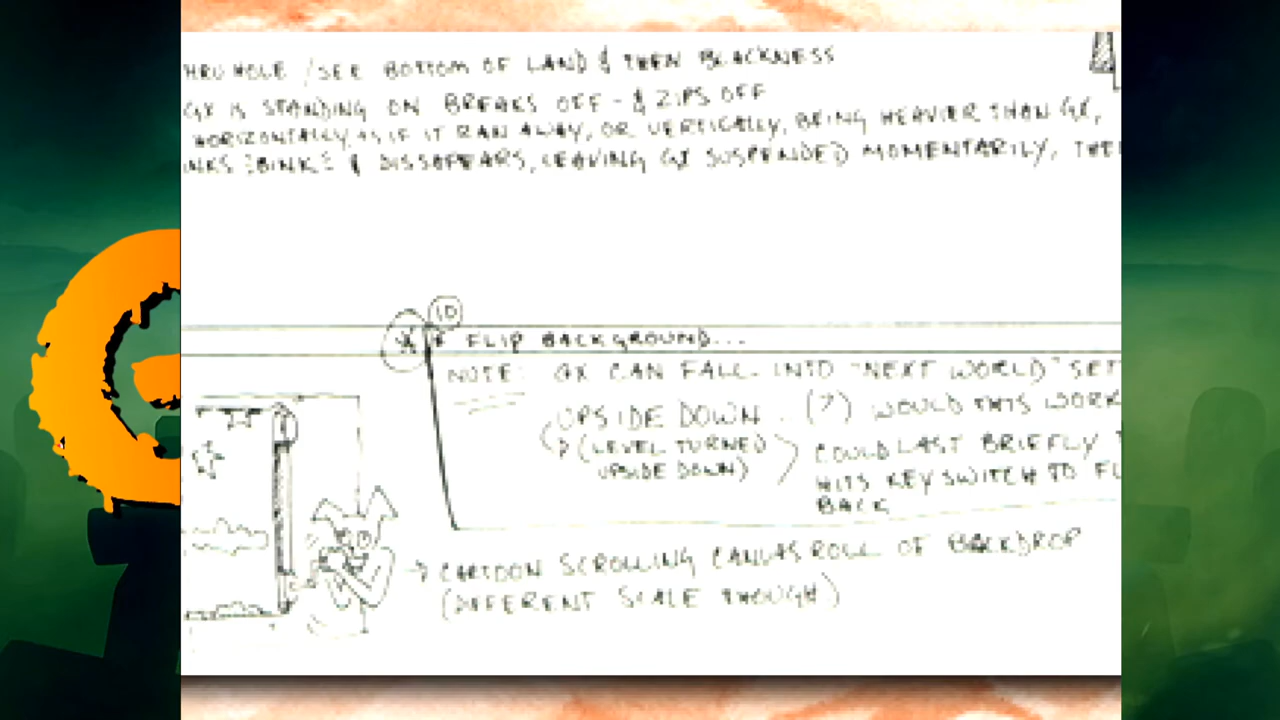 HRU HOLE / SEE BOTTOM OF LAND & THEN BLACKNESS
GX IS STANDING ON BREAKS OFF - & ZIPS OFF
HORIZONTALLY, AS IF IT RAN AWAY, OR VERTICALLY, BEING HEAVIER THAN GX,
INKS :BINK: & DISSAPEARS, LEAVING GX SUSPENDED MOMENTARILY, THE
10
* FLIP BACKGROUND...
NOTE: GX CAN FALL INTO "NEXT WORLD" SET
UPSIDE DOWN .. (?) WOULD THIS WORK
(LEVEL TURNED
UPSIDE DOWN)
COULD LAST BRIEFLY
HITS KEY SWITCH TO FL
BACK
→ CARTOON SCROLLING CANVAS ROLL OF BACKDROP
(DIFFERENT SCALE THOUGH)